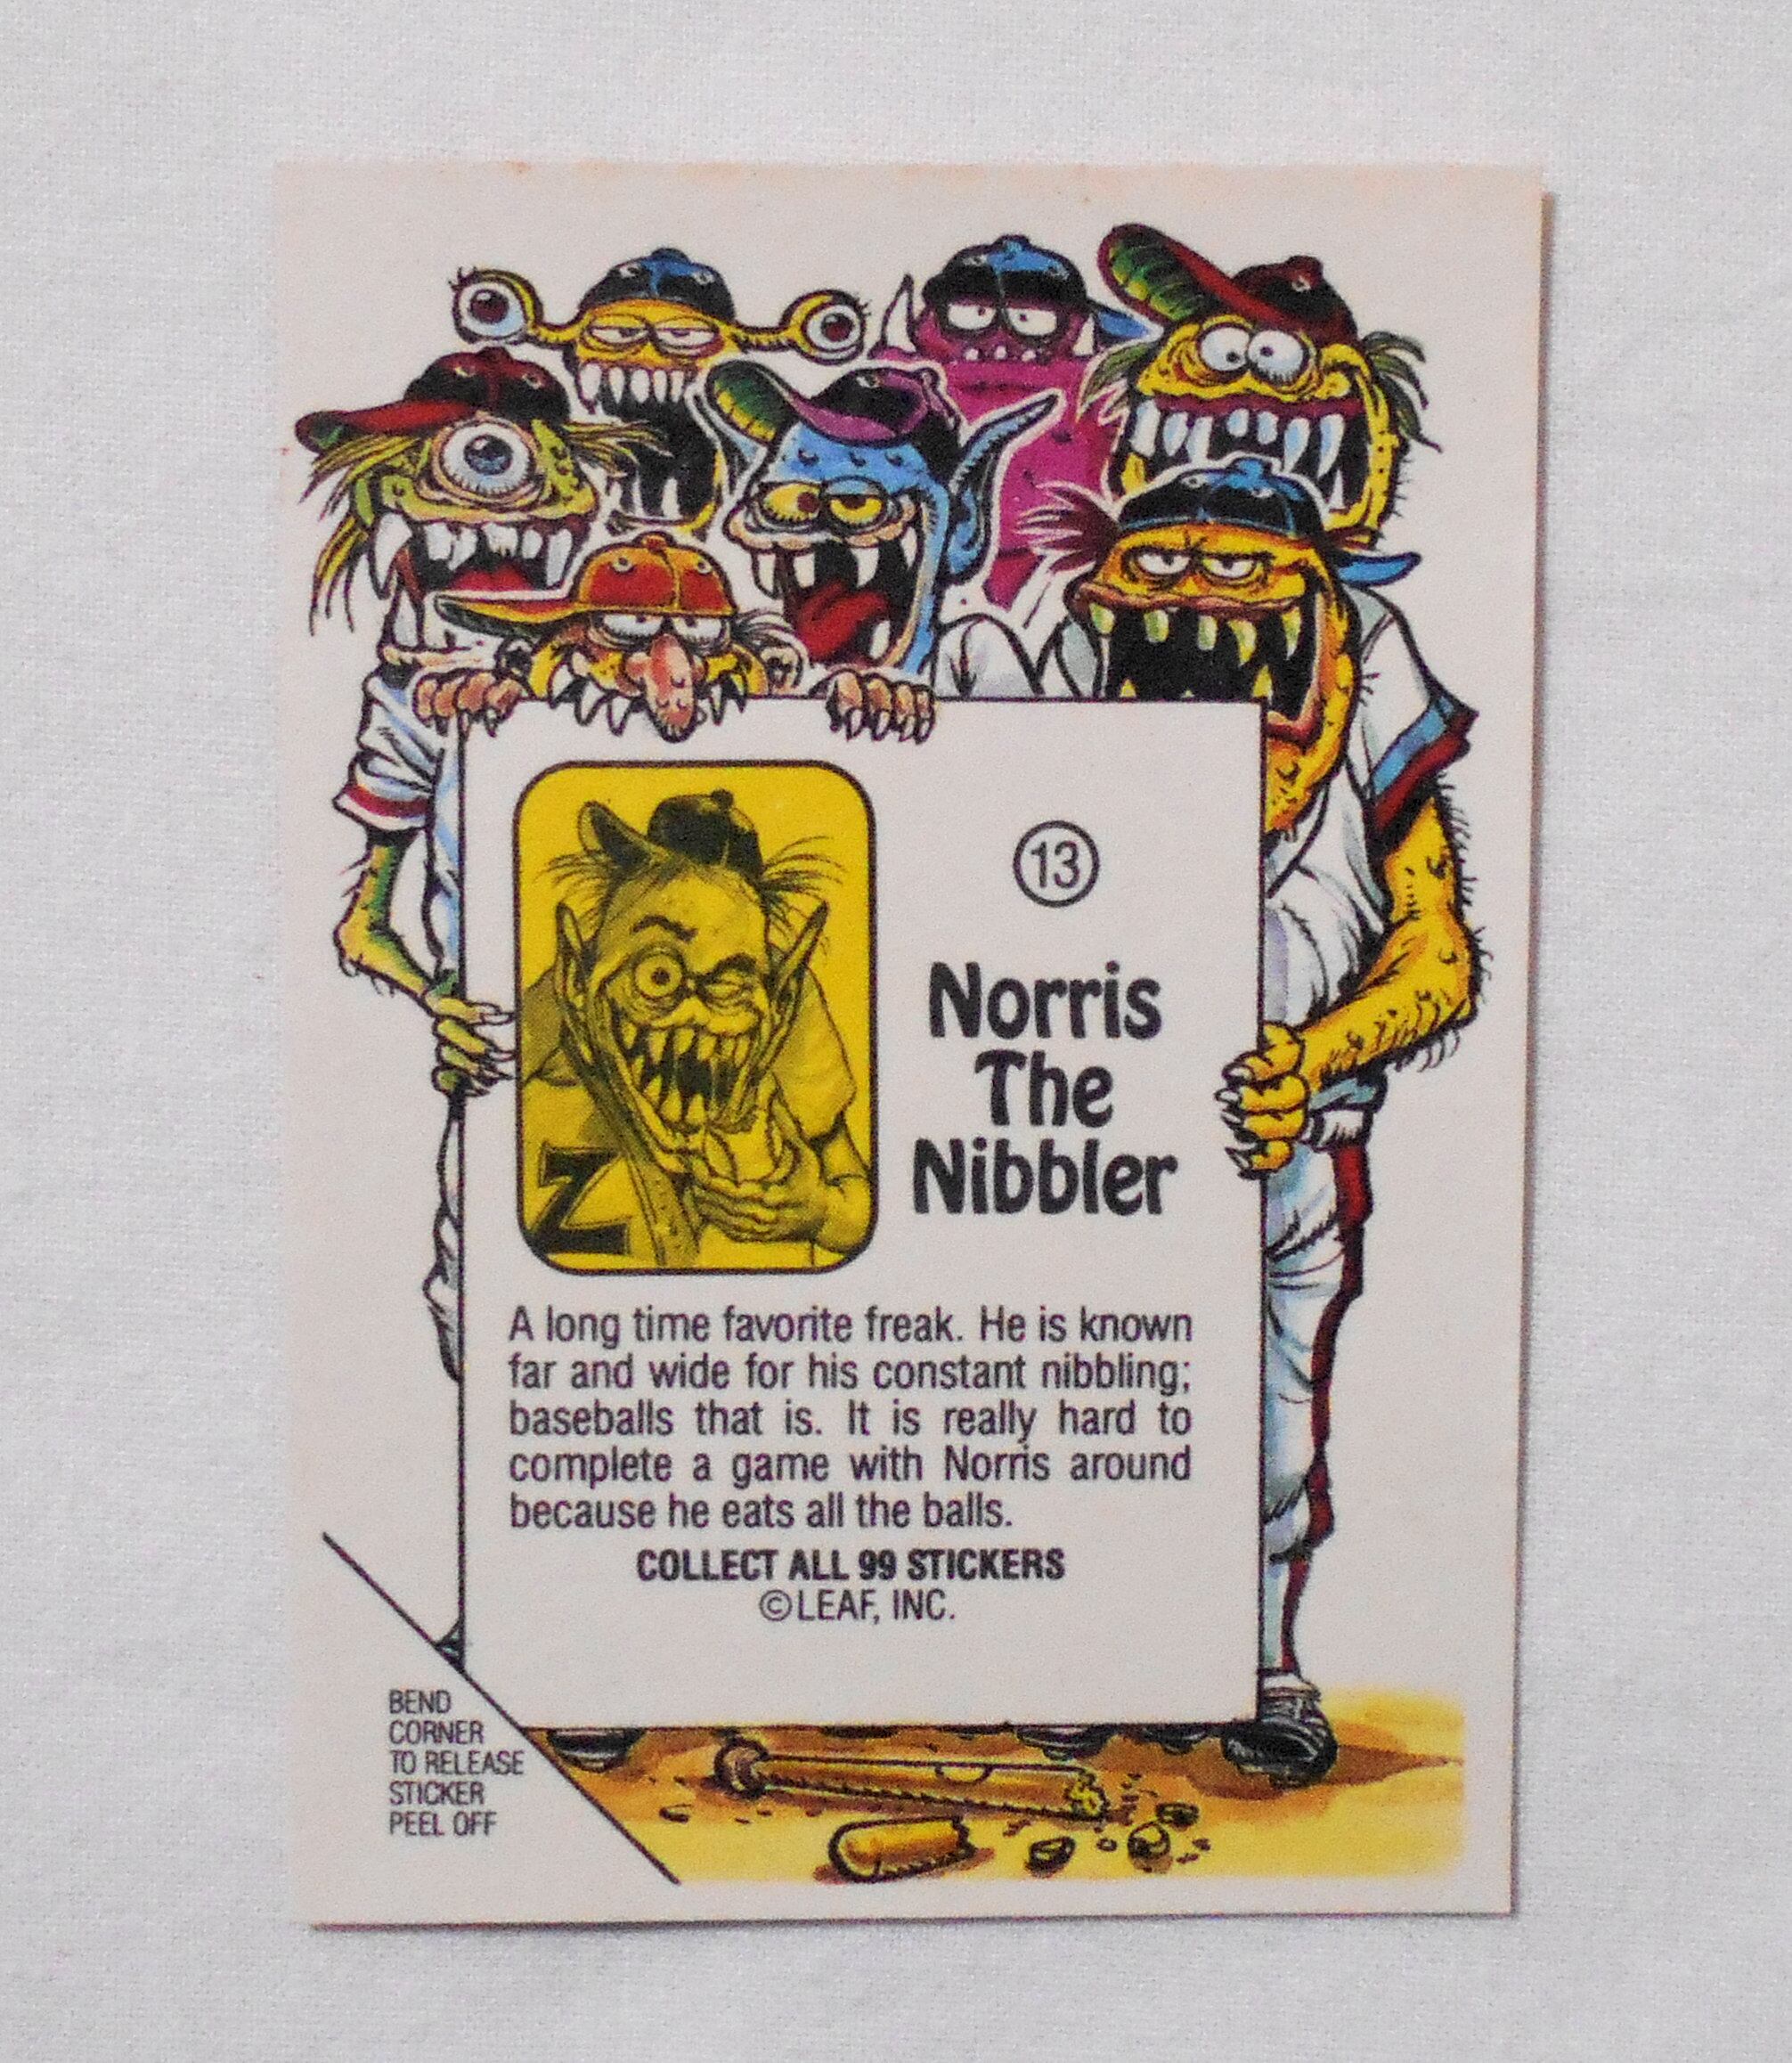 13
Norris
The
Nibbler
N
A long time favorite freak. He is known
far and wide for his constant nibbling;
baseballs that is. It is really hard to
complete a game with Norris around
because he eats all the balls.
COLLECT ALL 99 STICKERS
©LEAF, INC.
BEND
CORNER
TO RELEASE
STICKER
PEEL OFF